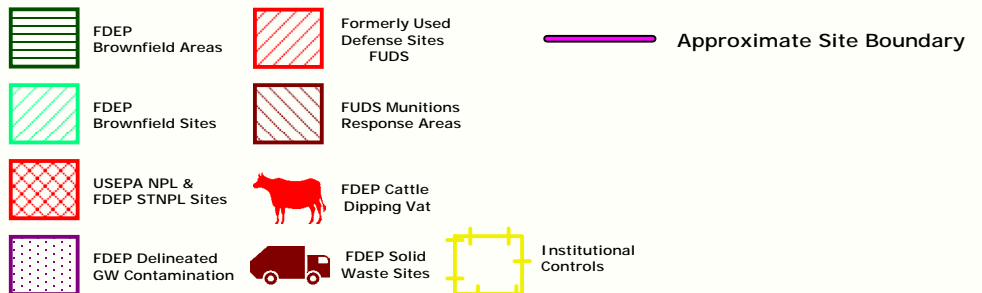 FDEP
Brownfield Areas
Formerly Used
Defense Sites
FUDS
Approximate Site Boundary
FDEP
Brownfield Sites
FUDS Munitions
Response Areas
USEPA NPL &
FDEP STNPL Sites
FDEP Cattle
Dipping Vat
FDEP Delineated
GW Contamination
FDEP Solid
Waste Sites
Institutional
Controls